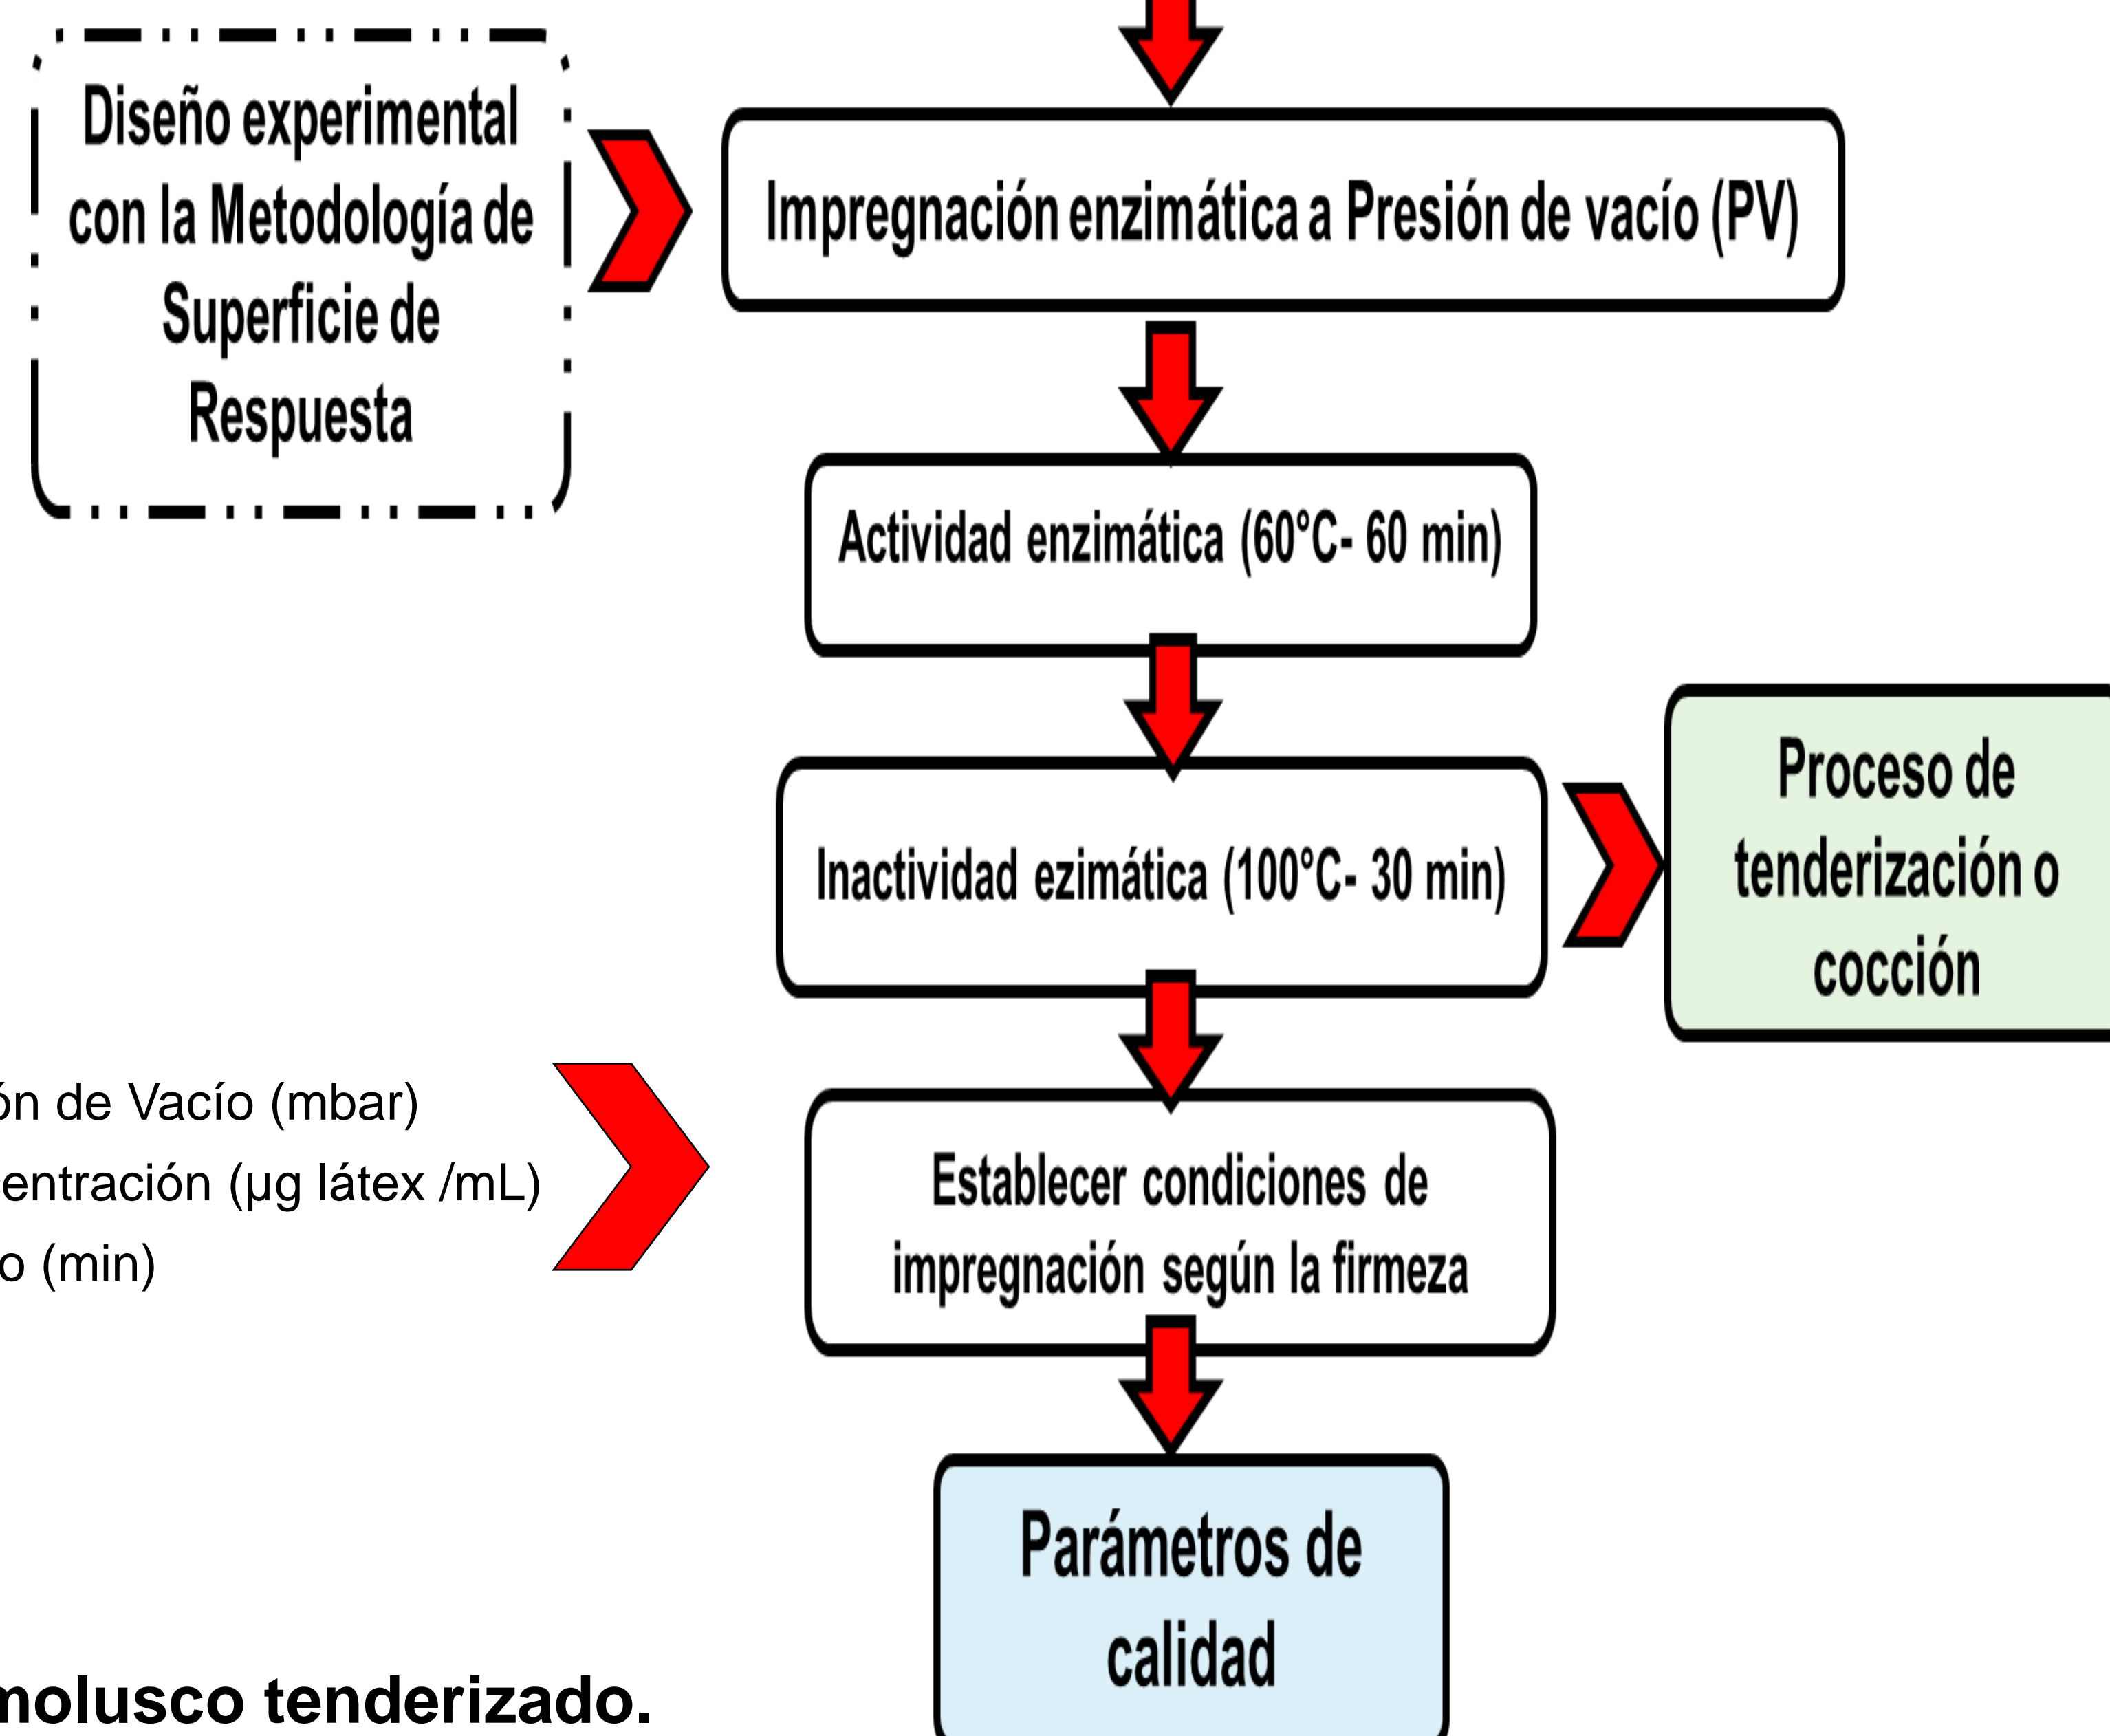 Diseño experimental
con la Metodología de
Superficie de
Respuesta
Impregnación enzimática a Presión de vacío (PV)
Actividad enzimática (60°C- 60 min)
Inactividad ezimática (100°C- 30 min)
Proceso de
tenderización o
cocción
de Vacío (mbar)
(µg látex /mL)
(min)
Establecer condiciones de
impregnación según la firmeza
Parámetros de
calidad
molusco tenderizado.